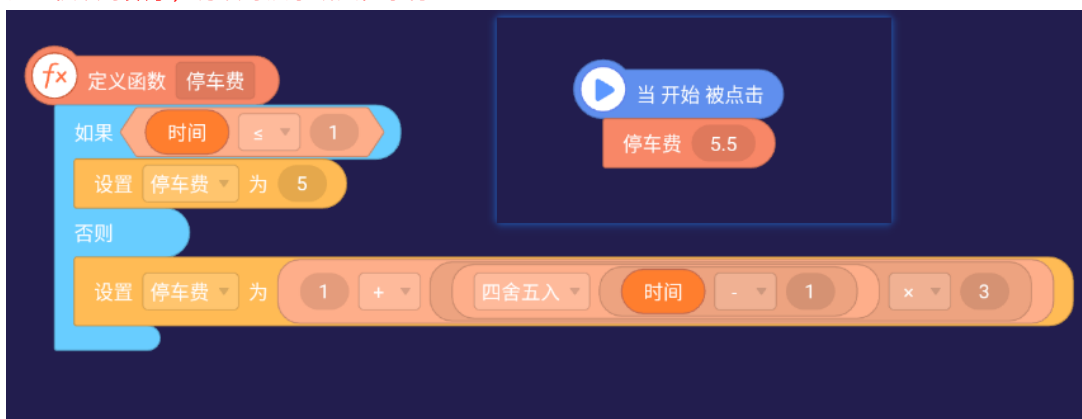 fx 定义函数 停车费
如果 时间 ≤ 1
设置 停车费 为 5
否则
设置 停车费 为 1 + 四舍五入 时间 - 1 × 3
当 开始 被点击
停车费 5.5